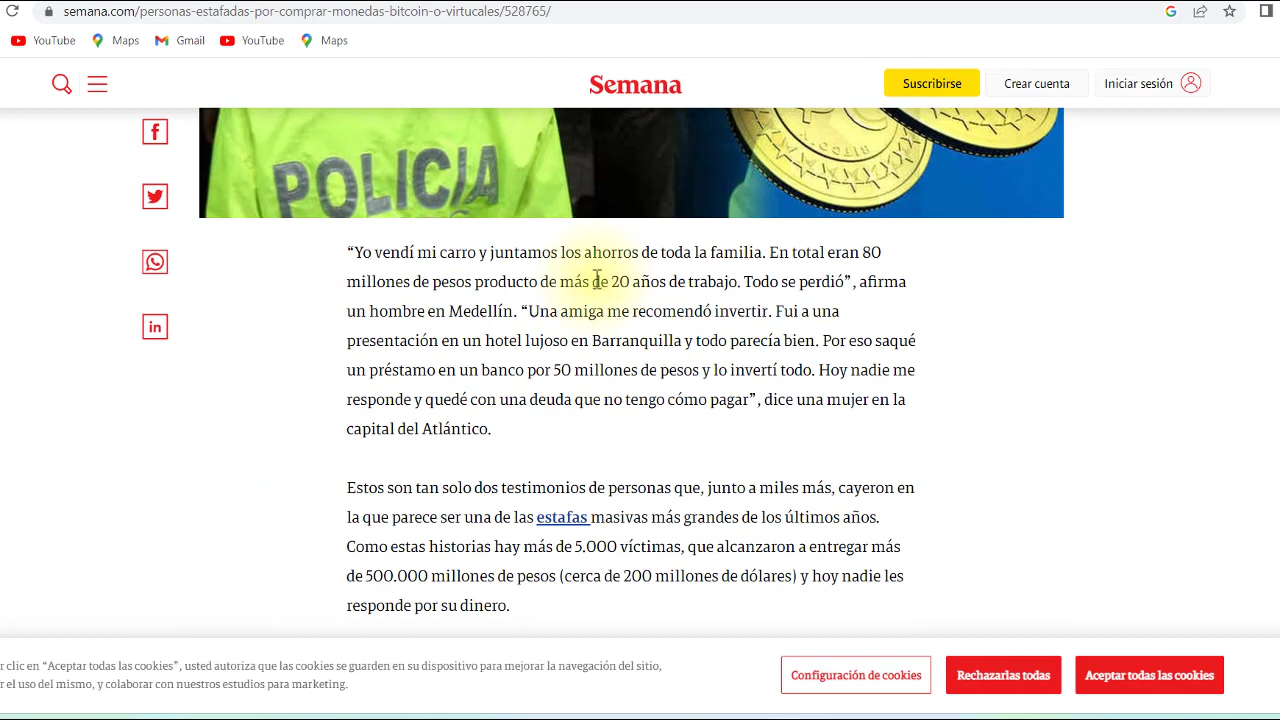 semana.com/personas-estafadas-por-comprar-monedas-bitcoin-o-virtucales/528765/
YouTube Maps Gmail YouTube Maps
Semana
Suscribirse
Crear cuenta
Iniciar sesión
POLICIA
BITCOIN
“Yo vendí mi carro y juntamos los ahorros de toda la familia. En total eran 80
millones de pesos producto de más de 20 años de trabajo. Todo se perdió”, afirma
un hombre en Medellín. “Una amiga me recomendó invertir. Fui a una
presentación en un hotel lujoso en Barranquilla y todo parecía bien. Por eso saqué
un préstamo en un banco por 50 millones de pesos y lo invertí todo. Hoy nadie me
responde y quedé con una deuda que no tengo cómo pagar”, dice una mujer en la
capital del Atlántico.
Estos son tan solo dos testimonios de personas que, junto a miles más, cayeron en
la que parece ser una de las estafas masivas más grandes de los últimos años.
Como estas historias hay más de 5.000 víctimas, que alcanzaron a entregar más
de 500.000 millones de pesos (cerca de 200 millones de dólares) y hoy nadie les
responde por su dinero.
r clic en “Aceptar todas las cookies”, usted autoriza que las cookies se guarden en su dispositivo para mejorar la navegación del sitio,
r el uso del mismo, y colaborar con nuestros estudios para marketing.
Configuración de cookies
Rechazarlas todas
Aceptar todas las cookies